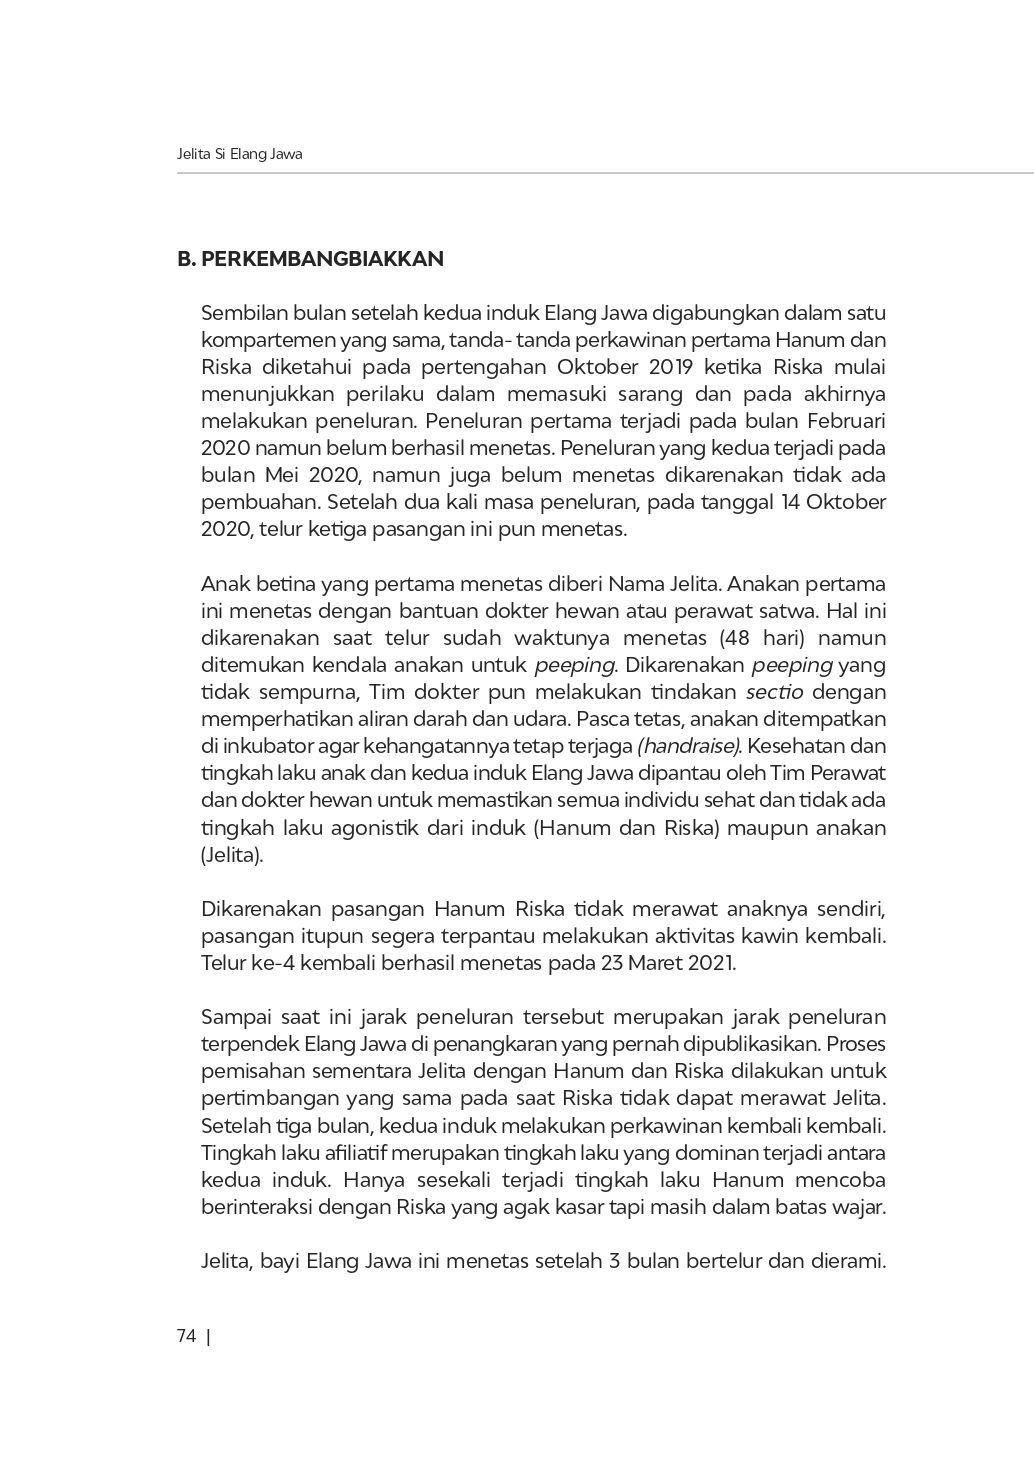 Jelita Si Elang Jawa
B. PERKEMBANGBIAKKAN
Sembilan bulan setelah kedua induk Elang Jawa digabungkan dalam satu
kompartemen yang sama, tanda- tanda perkawinan pertama Hanum dan
Riska diketahui pada pertengahan Oktober 2019 ketika Riska mulai
menunjukkan perilaku dalam memasuki sarang dan pada akhirnya
melakukan peneluran. Peneluran pertama terjadi pada bulan Februari
2020 namun belum berhasil menetas. Peneluran yang kedua terjadi pada
bulan Mei 2020, namun juga belum menetas dikarenakan tidak ada
pembuahan. Setelah dua kali masa peneluran, pada tanggal 14 Oktober
2020, telur ketiga pasangan ini pun menetas.
Anak betina yang pertama menetas diberi Nama Jelita. Anakan pertama
ini menetas dengan bantuan dokter hewan atau perawat satwa. Hal ini
dikarenakan saat telur sudah waktunya menetas (48 hari) namun
ditemukan kendala anakan untuk peeping. Dikarenakan peeping yang
tidak sempurna, Tim dokter pun melakukan tindakan sectio dengan
memperhatikan aliran darah dan udara. Pasca tetas, anakan ditempatkan
di inkubator agar kehangatannya tetap terjaga (handraise). Kesehatan dan
tingkah laku anak dan kedua induk Elang Jawa dipantau oleh Tim Perawat
dan dokter hewan untuk memastikan semua individu sehat dan tidak ada
tingkah laku agonistik dari induk (Hanum dan Riska) maupun anakan
(Jelita).
Dikarenakan pasangan Hanum Riska tidak merawat anaknya sendiri,
pasangan itupun segera terpantau melakukan aktivitas kawin kembali.
Telur ke-4 kembali berhasil menetas pada 23 Maret 2021.
Sampai saat ini jarak peneluran tersebut merupakan jarak peneluran
terpendek Elang Jawa di penangkaran yang pernah dipublikasikan. Proses
pemisahan sementara Jelita dengan Hanum dan Riska dilakukan untuk
pertimbangan yang sama pada saat Riska tidak dapat merawat Jelita.
Setelah tiga bulan, kedua induk melakukan perkawinan kembali kembali.
Tingkah laku afiliatif merupakan tingkah laku yang dominan terjadi antara
kedua induk. Hanya sesekali terjadi tingkah laku Hanum mencoba
berinteraksi dengan Riska yang agak kasar tapi masih dalam batas wajar.
Jelita, bayi Elang Jawa ini menetas setelah 3 bulan bertelur dan dierami.
74 |